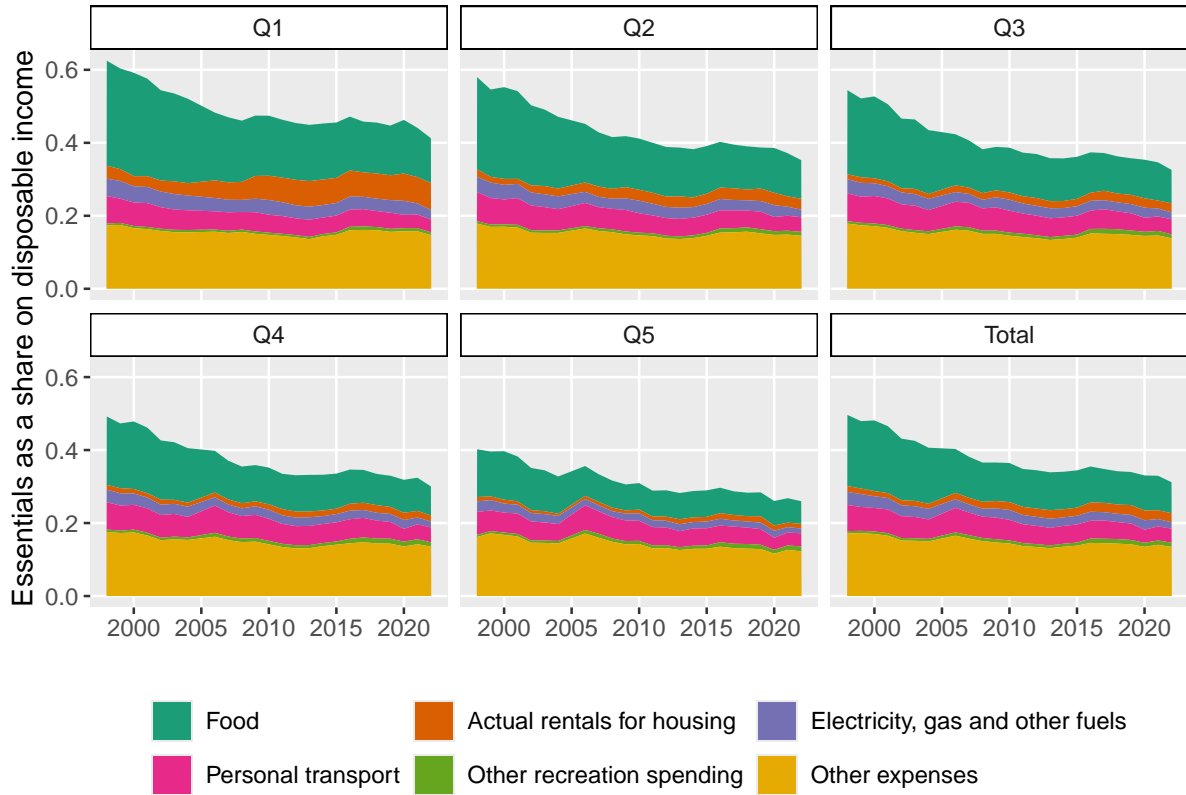 Essentials as a share on disposable income
Q1 Q2 Q3
0.6
0.4
0.2
0.0
Q4 Q5 Total
0.6
0.4
0.2
0.0
2000 2005 2010 2015 2020 2000 2005 2010 2015 2020 2000 2005 2010 2015 2020
Food Actual rentals for housing Electricity, gas and other fuels
Personal transport Other recreation spending Other expenses